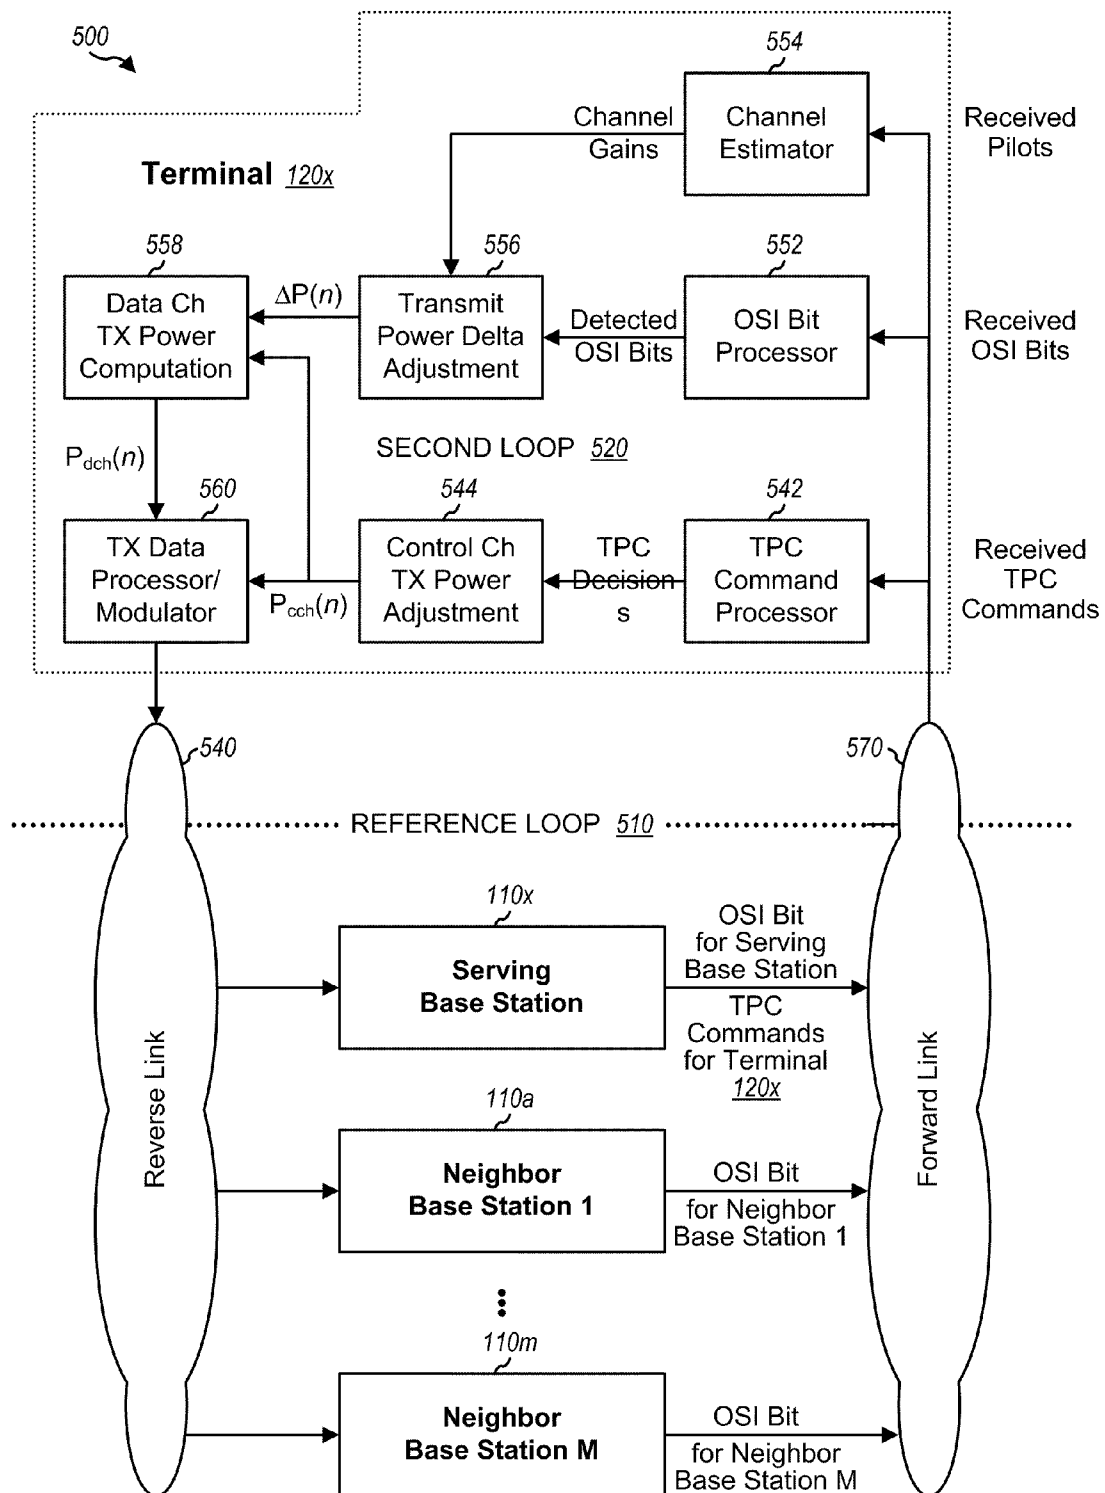 500
554
Channel
Gains
Channel
Estimator
Received
Pilots
Terminal 120x
558
556
552
Data Ch
TX Power
Computation
ΔP(n)
Transmit
Power Delta
Adjustment
Detected
OSI Bits
OSI Bit
Processor
Received
OSI Bits
SECOND LOOP 520
Pdch(n)
560
544
542
TX Data
Processor/
Modulator
Pcch(n)
Control Ch
TX Power
Adjustment
TPC
Decision
s
TPC
Command
Processor
Received
TPC
Commands
540
570
REFERENCE LOOP 510
110x
Serving
Base Station
OSI Bit
for Serving
Base Station
TPC
Commands
for Terminal
120x
Reverse Link
Forward Link
110a
Neighbor
Base Station 1
OSI Bit
for Neighbor
Base Station 1
110m
Neighbor
Base Station M
OSI Bit
for Neighbor
Base Station M